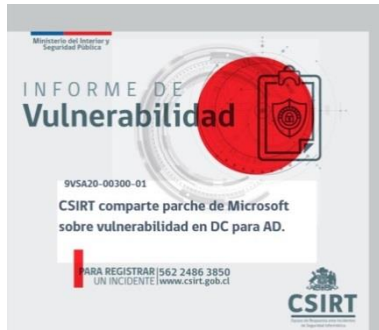 Ministerio del Interior y
Seguridad Pública
INFORME DE
Vulnerabilidad
9VSA20-00300-01
CSIRT comparte parche de Microsoft
sobre vulnerabilidad en DC para AD.
PARA REGISTRAR | 562 2486 3850
UN INCIDENTE | www.csirt.gob.cl
CSIRT